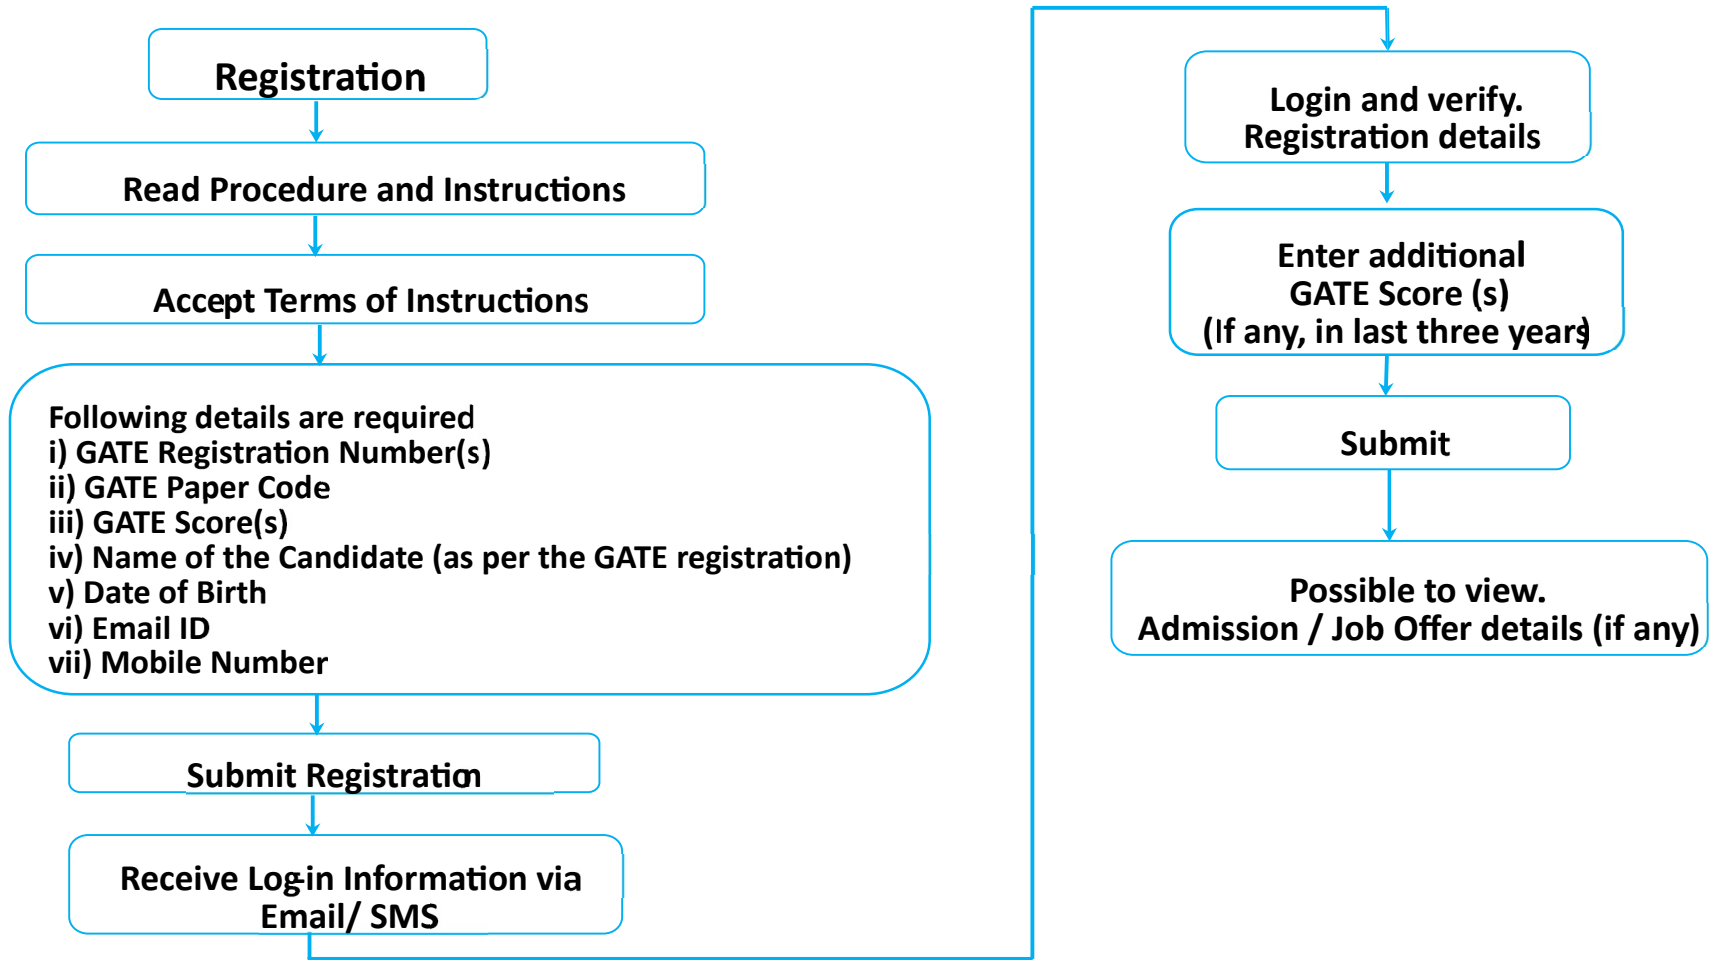 Registration
Read Procedure and Instructions
Accept Terms of Instructions
Following details are required
i) GATE Registration Number(s)
ii) GATE Paper Code
iii) GATE Score(s)
iv) Name of the Candidate (as per the GATE registration)
v) Date of Birth
vi) Email ID
vii) Mobile Number
Submit Registration
Receive Log-in Information via
Email/ SMS
Login and verify.
Registration details
Enter additional
GATE Score (s)
(If any, in last three years)
Submit
Possible to view.
Admission / Job Offer details (if any)